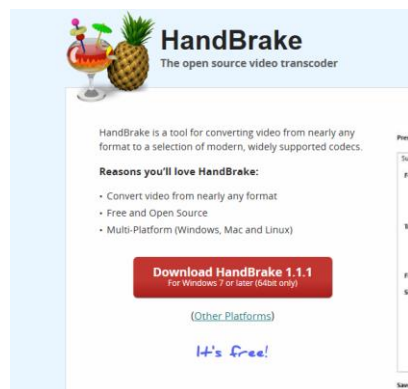 HandBrake
The open source video transcoder
HandBrake is a tool for converting video from nearly any
format to a selection of modern, widely supported codecs.
Reasons you'll love HandBrake:
• Convert video from nearly any format
• Free and Open Source
• Multi-Platform (Windows, Mac and Linux)
Download HandBrake 1.1.1
For Windows 7 or later (64bit only)
(Other Platforms)
It's free!